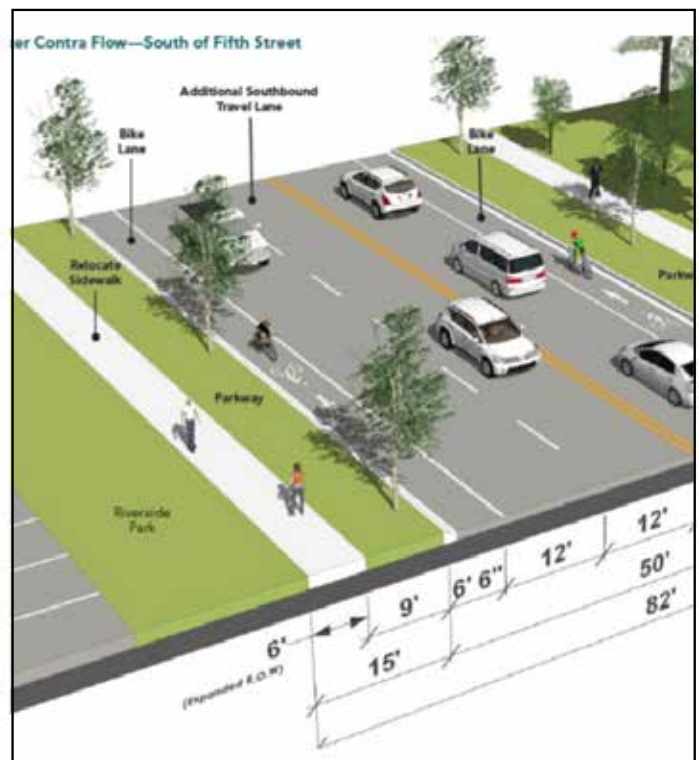 er Contra Flow—South of Fifth Street
Additional Southbound
Travel Lane
Bike
Lane
Bike
Lane
Relocate
Sidewalk
Parkway
Parkw
Riverside
Park
12'
12'
50'
6' 6"
9'
82'
6'
15'
(Expanded R.O.W)